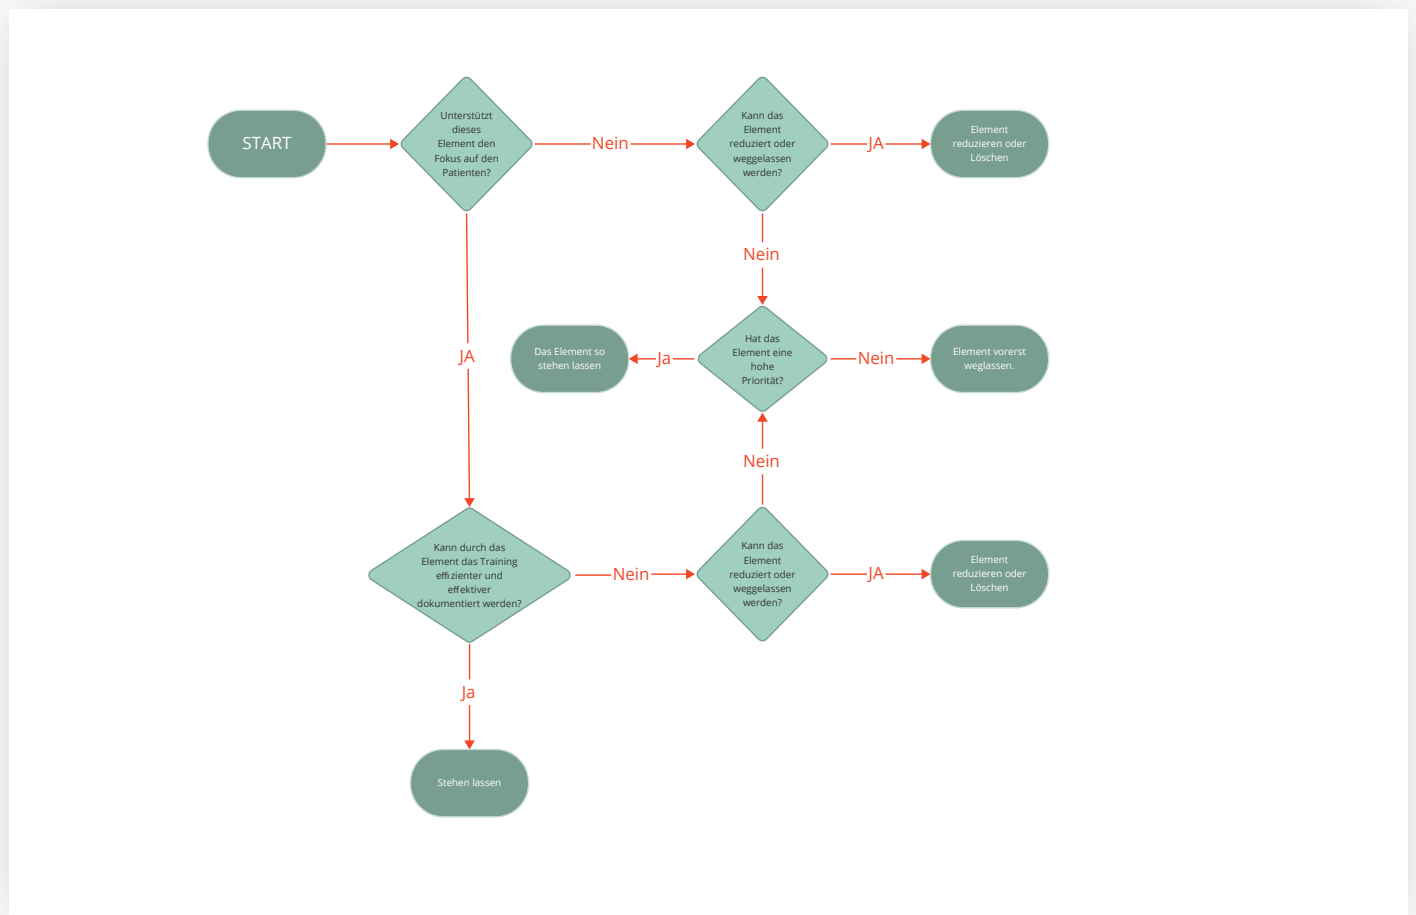 START
Unterstützt
dieses
Element den
Fokus auf den
Patienten?
Nein
Kann das
Element
reduziert oder
weggelassen
werden?
JA
Element
reduzieren oder
Löschen
Nein
JA
Das Element so
stehen lassen
Ja
Hat das
Element eine
hohe
Priorität?
Nein
Element vorerst
weglassen.
Nein
Kann durch das
Element das Training
effizienter und
effektiver
dokumentiert werden?
Nein
Kann das
Element
reduziert oder
weggelassen
werden?
JA
Element
reduzieren oder
Löschen
Ja
Stehen lassen